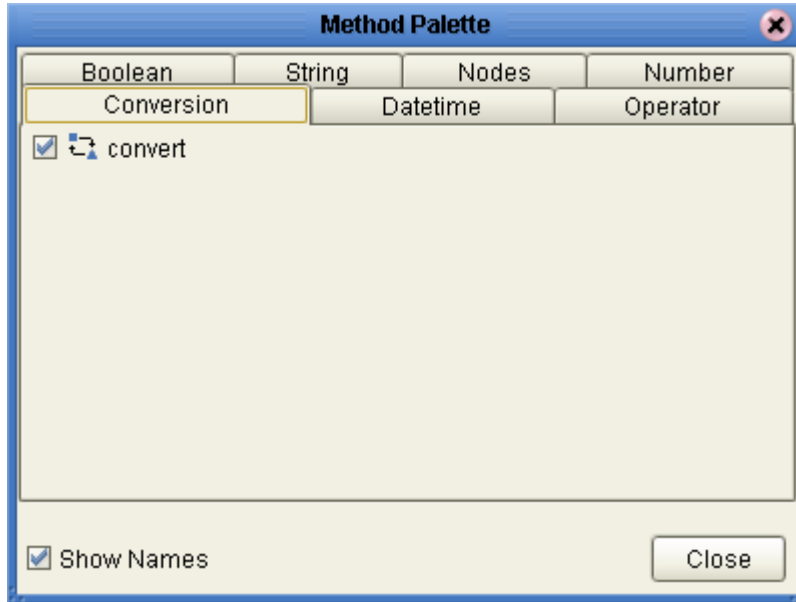 Method Palette
Boolean String Nodes Number
Conversion Datetime Operator
convert
Show Names Close